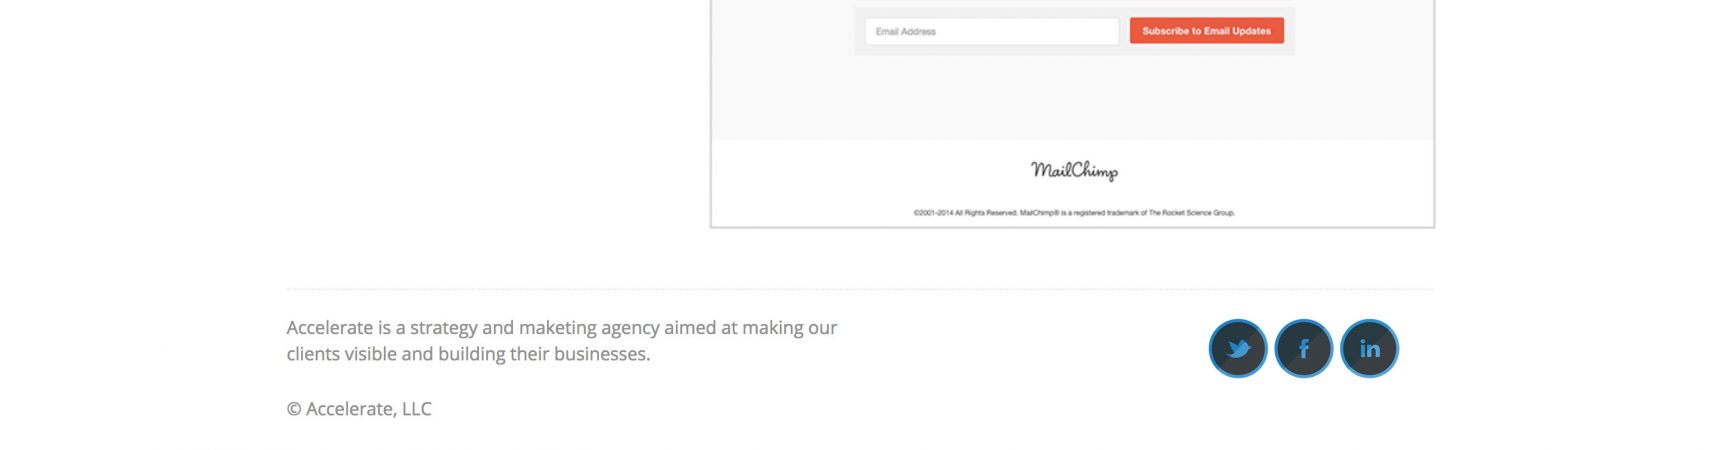 Email Address
Subscribe to Email Updates
MailChimp
©2001-2014 All Rights Reserved. MailChimp® is a registered trademark of The Rocket Science Group.
Accelerate is a strategy and maketing agency aimed at making our
clients visible and building their businesses.
f
in
© Accelerate, LLC